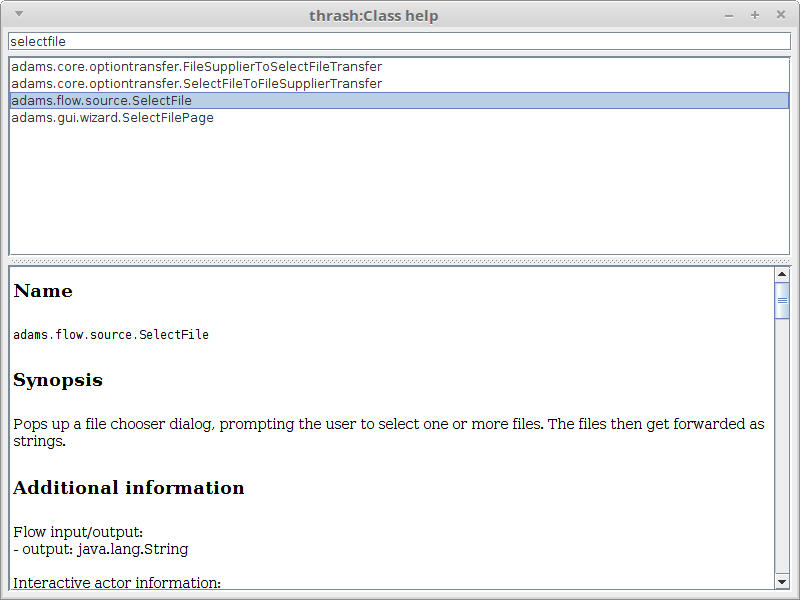 thrash:Class help
selectfile
adams.core.optiontransfer.FileSupplierToSelectFileTransfer
adams.core.optiontransfer.SelectFileToFileSupplierTransfer
adams.flow.source.SelectFile
adams.gui.wizard.SelectFilePage
Name
adams.flow.source.SelectFile
Synopsis
Pops up a file chooser dialog, prompting the user to select one or more files. The files then get forwarded as
strings.
Additional information
Flow input/output:
- output: java.lang.String
Interactive actor information: